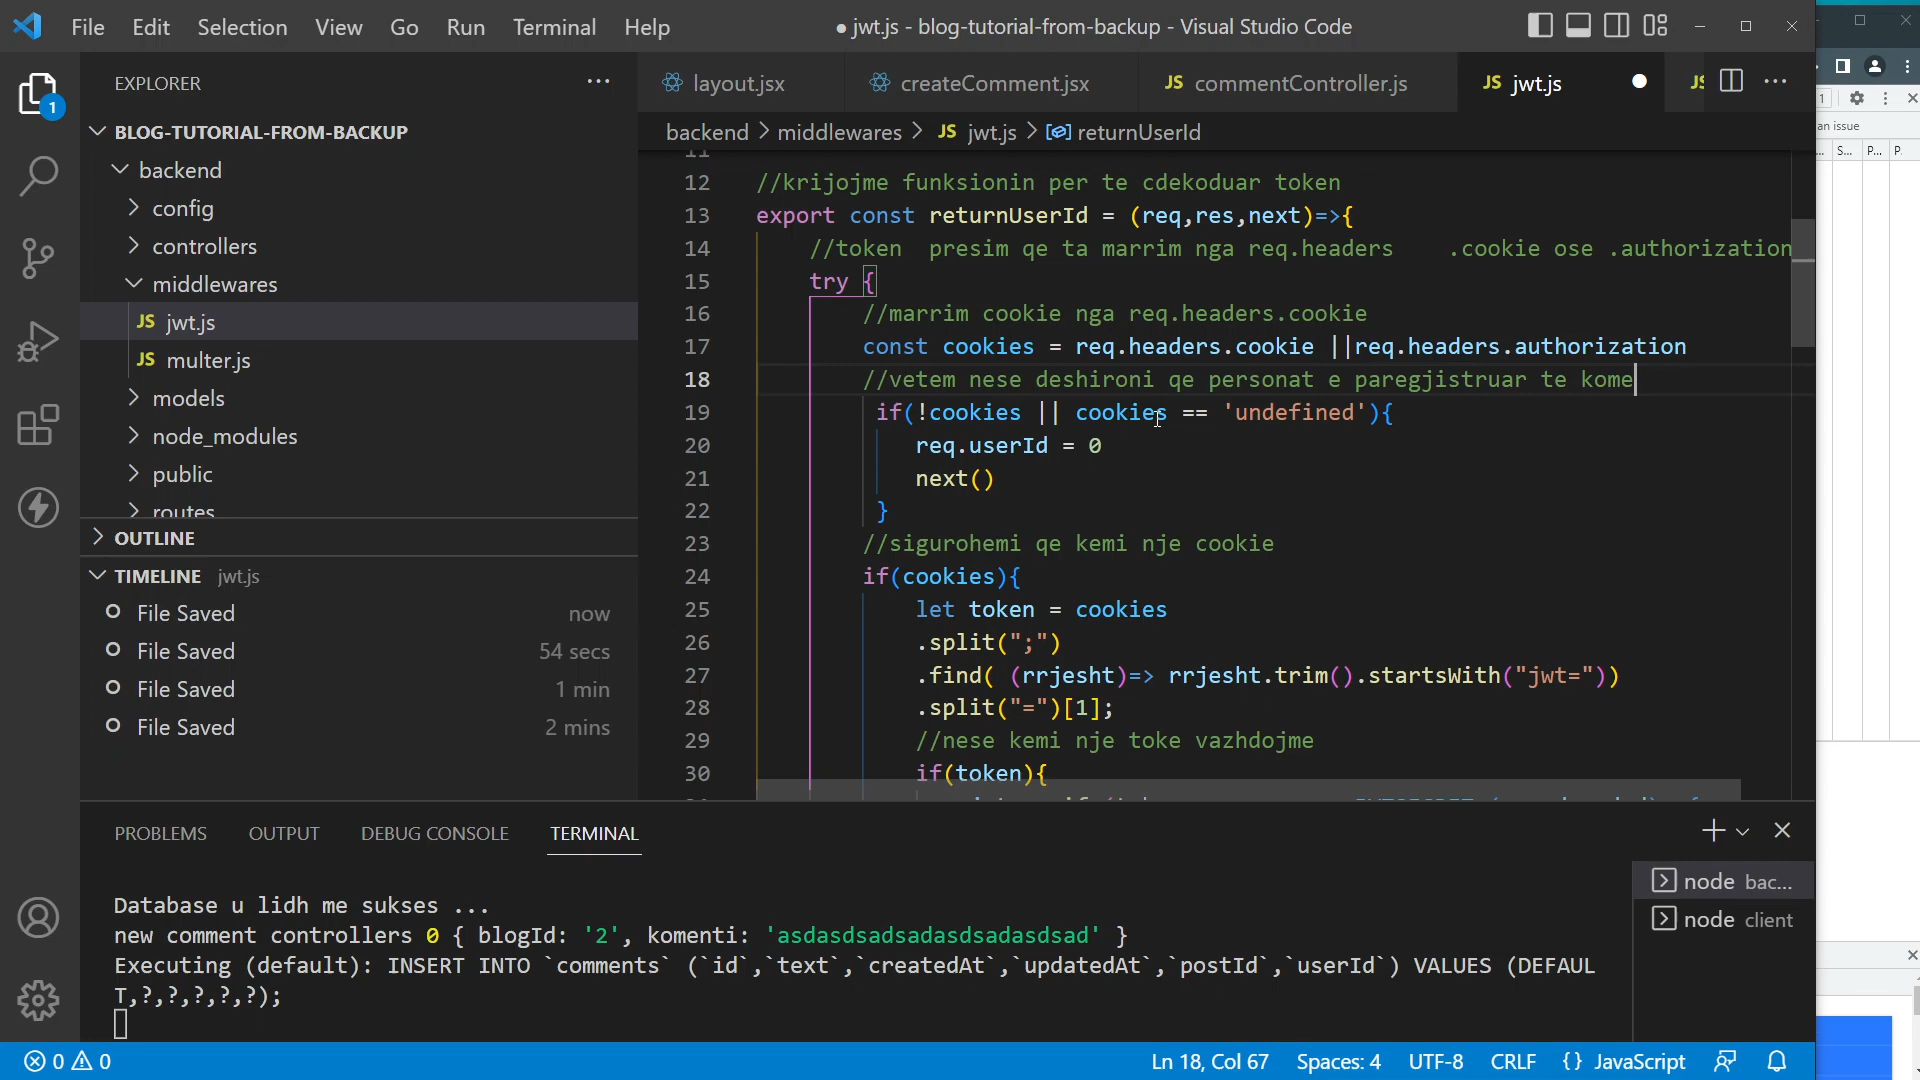 File Edit Selection View Go Run Terminal Help
● jwt.js - blog-tutorial-from-backup - Visual Studio Code
EXPLORER
1
BLOG-TUTORIAL-FROM-BACKUP
backend
config
controllers
middlewares
JS jwt.js
JS multer.js
models
node_modules
public
routes
OUTLINE
TIMELINE jwt.js
File Saved now
File Saved 54 secs
File Saved 1 min
File Saved 2 mins
layout.jsx createComment.jsx JS commentController.js JS jwt.js
backend > middlewares > JS jwt.js > returnUserId
11
12 //krijojme funksionin per te cdekoduar token
13 export const returnUserId = (req,res,next)=>{
14 //token  presim qe ta marrim nga req.headers    .cookie ose .authorization
15 try {
16 //marrim cookie nga req.headers.cookie
17 const cookies = req.headers.cookie ||req.headers.authorization
18 //vetem nese deshironi qe personat e paregjistruar te kome
19 if(!cookies || cookies == 'undefined'){
20 req.userId = 0
21 next()
22 }
23 //sigurohemi qe kemi nje cookie
24 if(cookies){
25 let token = cookies
26 .split(";")
27 .find( (rrjesht)=> rrjesht.trim().startsWith("jwt="))
28 .split("=")[1];
29 //nese kemi nje toke vazhdojme
30 if(token){
PROBLEMS OUTPUT DEBUG CONSOLE TERMINAL
Database u lidh me sukses ...
new comment controllers 0 { blogId: '2', komenti: 'asdasdsadsadasdsadasdsad' }
Executing (default): INSERT INTO `comments` (`id`,`text`,`createdAt`,`updatedAt`,`postId`,`userId`) VALUES (DEFAUL
T,?,?,?,?,?);
node bac...
node client
0 0
Ln 18, Col 67 Spaces: 4 UTF-8 CRLF {} JavaScript
1
an issue
S... P... P.